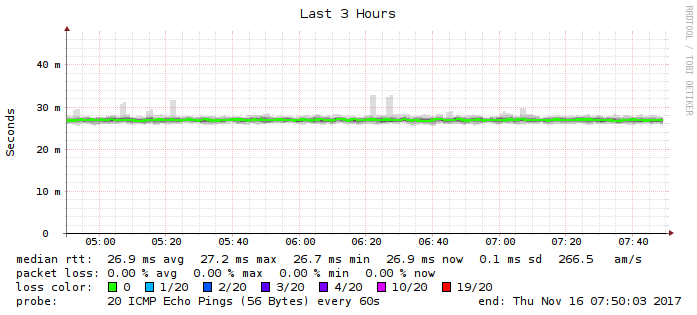 Last 3 Hours
RRDTOOL / TOBI OETIKER
Seconds
40 m
30 m
20 m
10 m
0
05:00 05:20 05:40 06:00 06:20 06:40 07:00 07:20 07:40
median rtt: 26.9 ms avg 27.2 ms max 26.7 ms min 26.9 ms now 0.1 ms sd 266.5 am/s
packet loss: 0.00 % avg 0.00 % max 0.00 % min 0.00 % now
loss color: 0 1/20 2/20 3/20 4/20 10/20 19/20
probe: 20 ICMP Echo Pings (56 Bytes) every 60s end: Thu Nov 16 07:50:03 2017